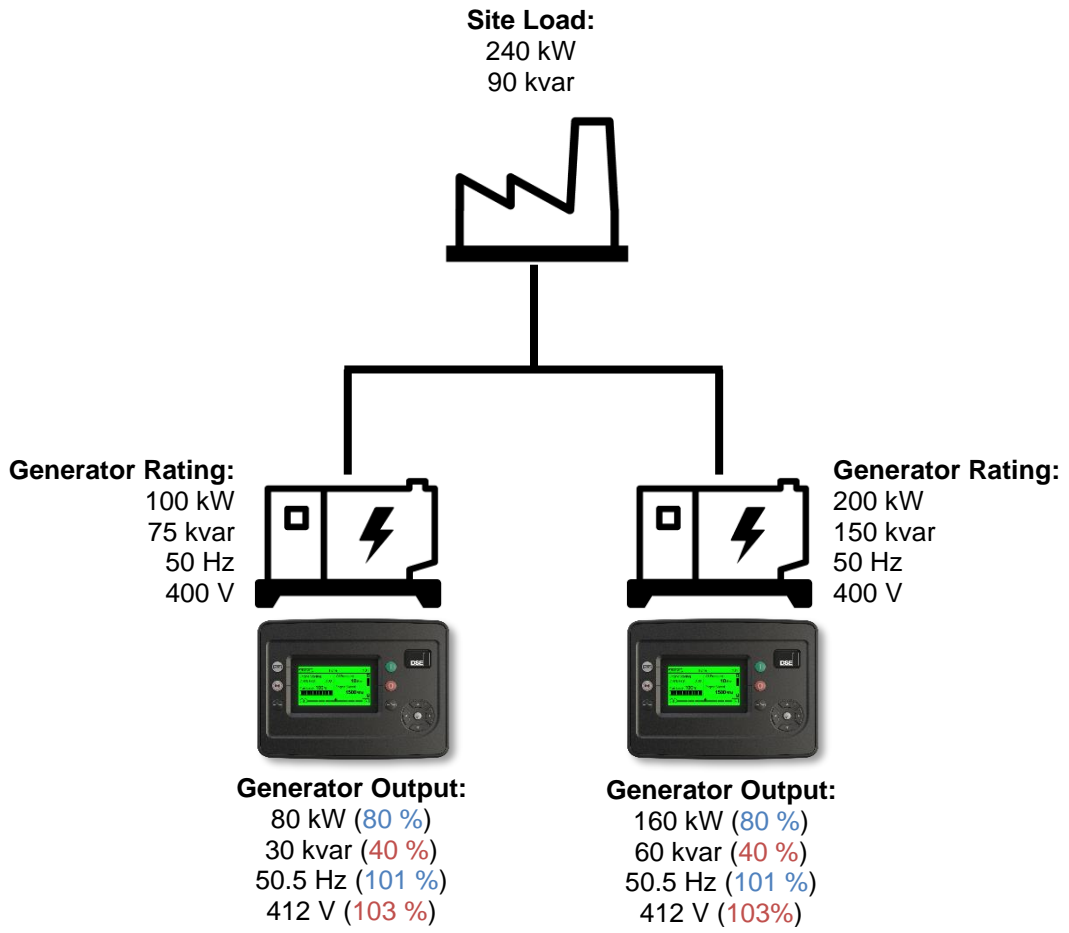 Site Load:
240 kW
90 kvar
Generator Rating:
100 kW
75 kvar
50 Hz
400 V
Generator Rating:
200 kW
150 kvar
50 Hz
400 V
DSE
DSE
Generator Output:
80 kW (80 %)
30 kvar (40 %)
50.5 Hz (101 %)
412 V (103 %)
Generator Output:
160 kW (80 %)
60 kvar (40 %)
50.5 Hz (101 %)
412 V (103%)